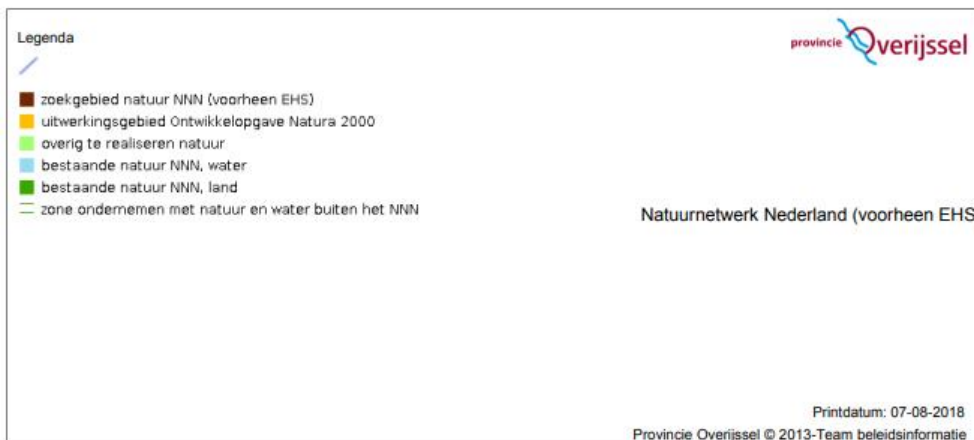 Legenda
provincie Overijssel
zoekgebied natuur NNN (voorheen EHS)
uitwerkingsgebied Ontwikkelopgave Natura 2000
overig te realiseren natuur
bestaande natuur NNN, water
bestaande natuur NNN, land
zone ondernemen met natuur en water buiten het NNN
Natuurnetwerk Nederland (voorheen EHS
Printdatum: 07-08-2018
Provincie Overijssel © 2013-Team beleidsinformatie